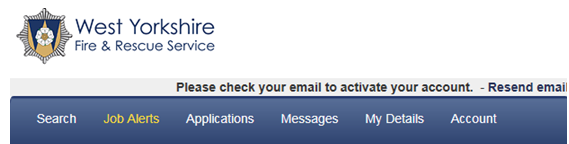 West Yorkshire
Fire & Rescue Service
Please check your email to activate your account. - Resend email
Search Job Alerts Applications Messages My Details Account